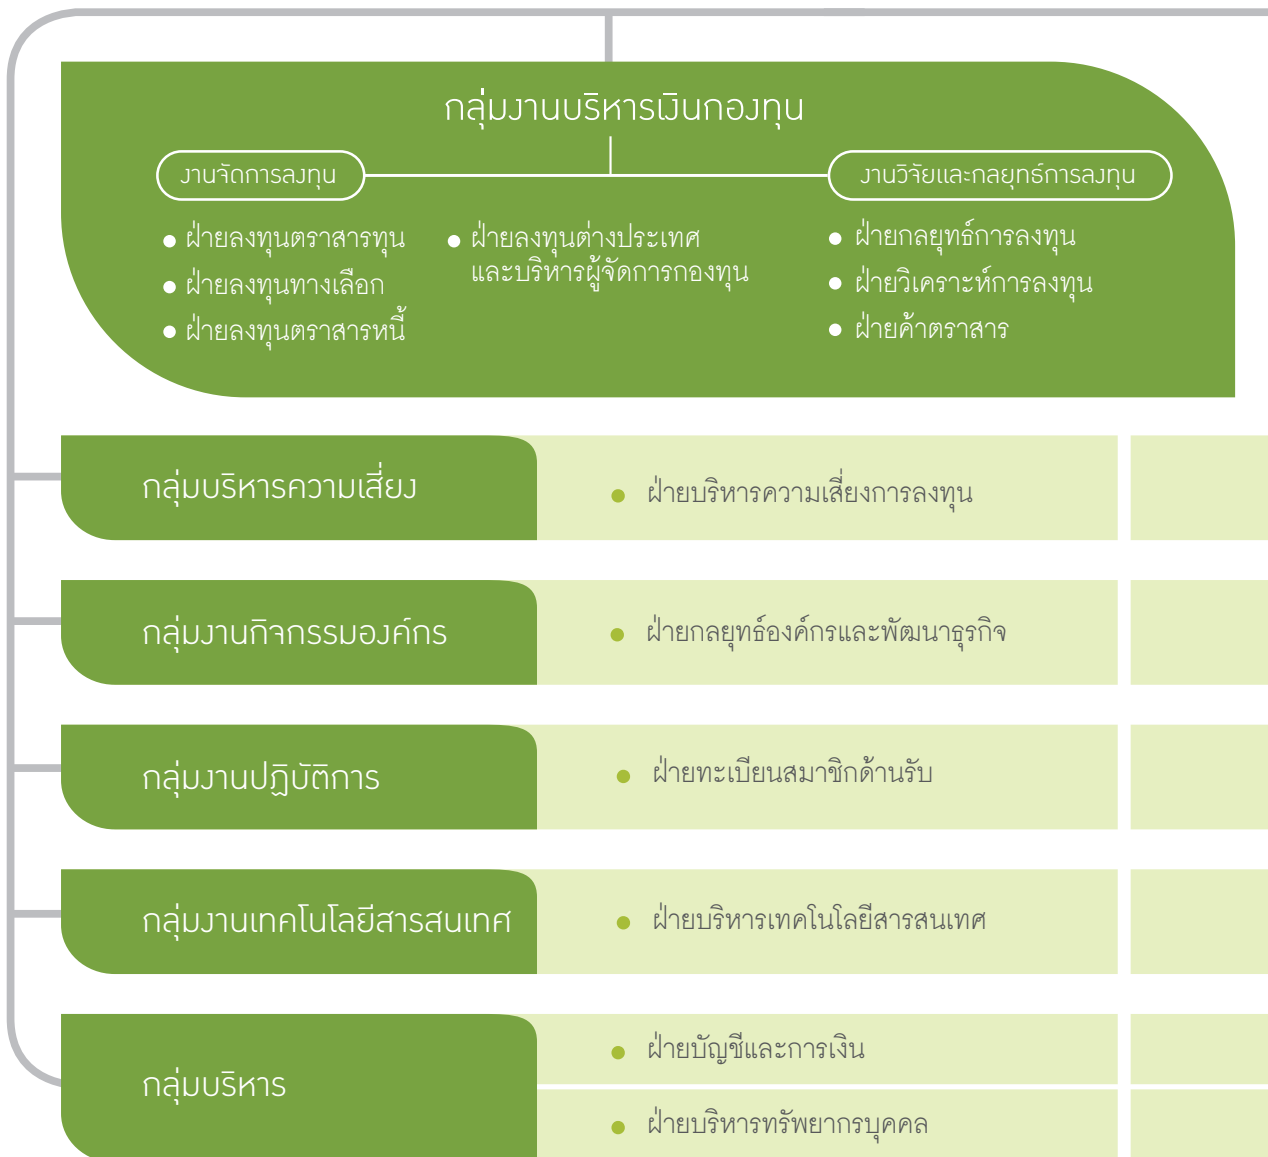 กลุ่มงานบริหารเงินกองทุน
งานจัดการลงทุน
งานวิจัยและกลยุทธ์การลงทุน
• ฝ่ายลงทุนตราสารทุน
• ฝ่ายลงทุนทางเลือก
• ฝ่ายลงทุนตราสารหนี้
• ฝ่ายลงทุนต่างประเทศ
และบริหารผู้จัดการกองทุน
• ฝ่ายกลยุทธ์การลงทุน
• ฝ่ายวิเคราะห์การลงทุน
• ฝ่ายค้าตราสาร
กลุ่มบริหารความเสี่ยง
• ฝ่ายบริหารความเสี่ยงการลงทุน
กลุ่มงานกิจกรรมองค์กร
• ฝ่ายกลยุทธ์องค์กรและพัฒนาธุรกิจ
กลุ่มงานปฏิบัติการ
• ฝ่ายทะเบียนสมาชิกด้านรับ
กลุ่มงานเทคโนโลยีสารสนเทศ
• ฝ่ายบริหารเทคโนโลยีสารสนเทศ
กลุ่มบริหาร
• ฝ่ายบัญชีและการเงิน
• ฝ่ายบริหารทรัพยากรบุคคล